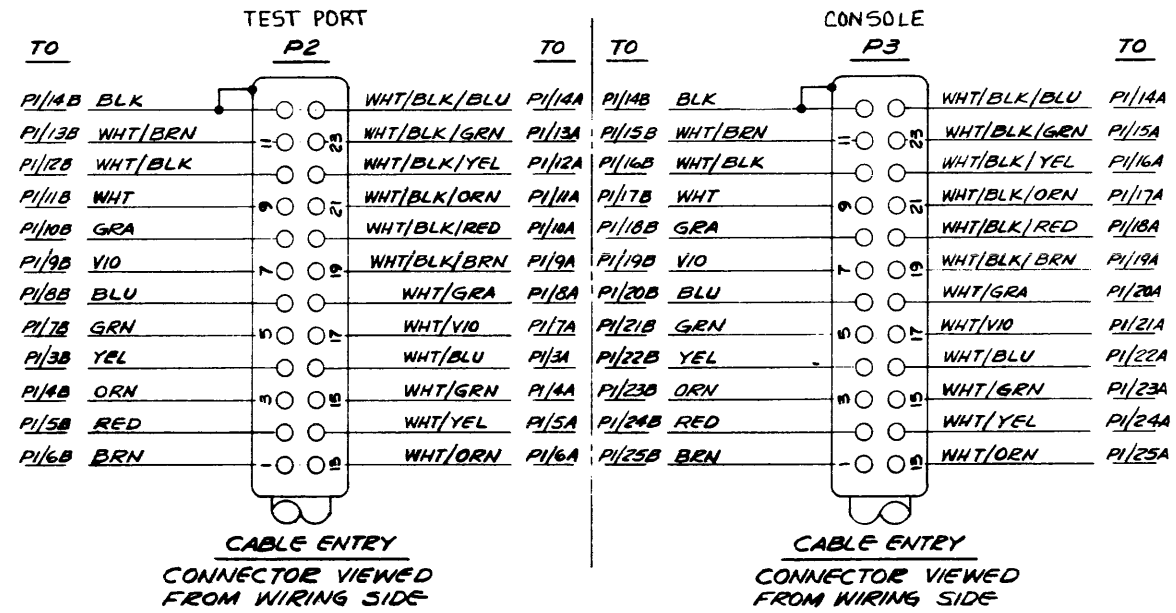 TEST PORT
TO P2 TO
P1/14B BLK WHT/BLK/BLU P1/14A
P1/13B WHT/BRN 11 23 WHT/BLK/GRN P1/13A
P1/12B WHT/BLK WHT/BLK/YEL P1/12A
P1/11B WHT 9 21 WHT/BLK/ORN P1/11A
P1/10B GRA WHT/BLK/RED P1/10A
P1/9B VIO 7 19 WHT/BLK/BRN P1/9A
P1/8B BLU WHT/GRA P1/8A
P1/7B GRN 5 17 WHT/VIO P1/7A
P1/3B YEL WHT/BLU P1/3A
P1/4B ORN 3 15 WHT/GRN P1/4A
P1/5B RED WHT/YEL P1/5A
P1/6B BRN 1 13 WHT/ORN P1/6A
CABLE ENTRY
CONNECTOR VIEWED
FROM WIRING SIDE
CONSOLE
TO P3 TO
P1/14B BLK WHT/BLK/BLU P1/14A
P1/15B WHT/BRN 11 23 WHT/BLK/GRN P1/15A
P1/16B WHT/BLK WHT/BLK/YEL P1/16A
P1/17B WHT 9 21 WHT/BLK/ORN P1/17A
P1/18B GRA WHT/BLK/RED P1/18A
P1/19B VIO 7 19 WHT/BLK/BRN P1/19A
P1/20B BLU WHT/GRA P1/20A
P1/21B GRN 5 17 WHT/VIO P1/21A
P1/22B YEL WHT/BLU P1/22A
P1/23B ORN 3 15 WHT/GRN P1/23A
P1/24B RED WHT/YEL P1/24A
P1/25B BRN 1 13 WHT/ORN P1/25A
CABLE ENTRY
CONNECTOR VIEWED
FROM WIRING SIDE